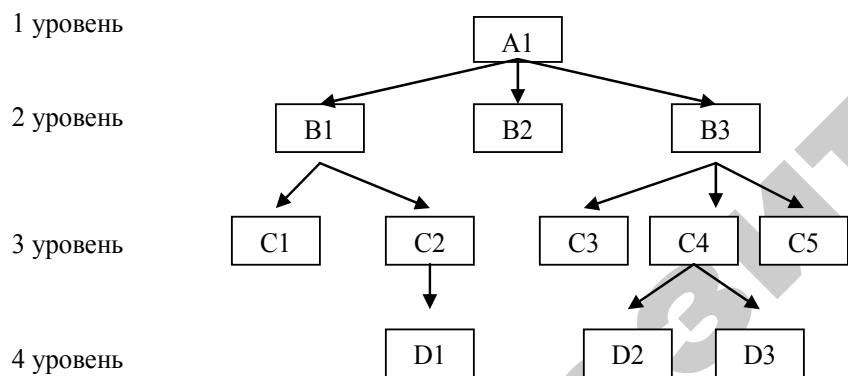 1 уровень
A1
2 уровень
B1 B2 B3
3 уровень
C1 C2 C3 C4 C5
4 уровень
D1 D2 D3